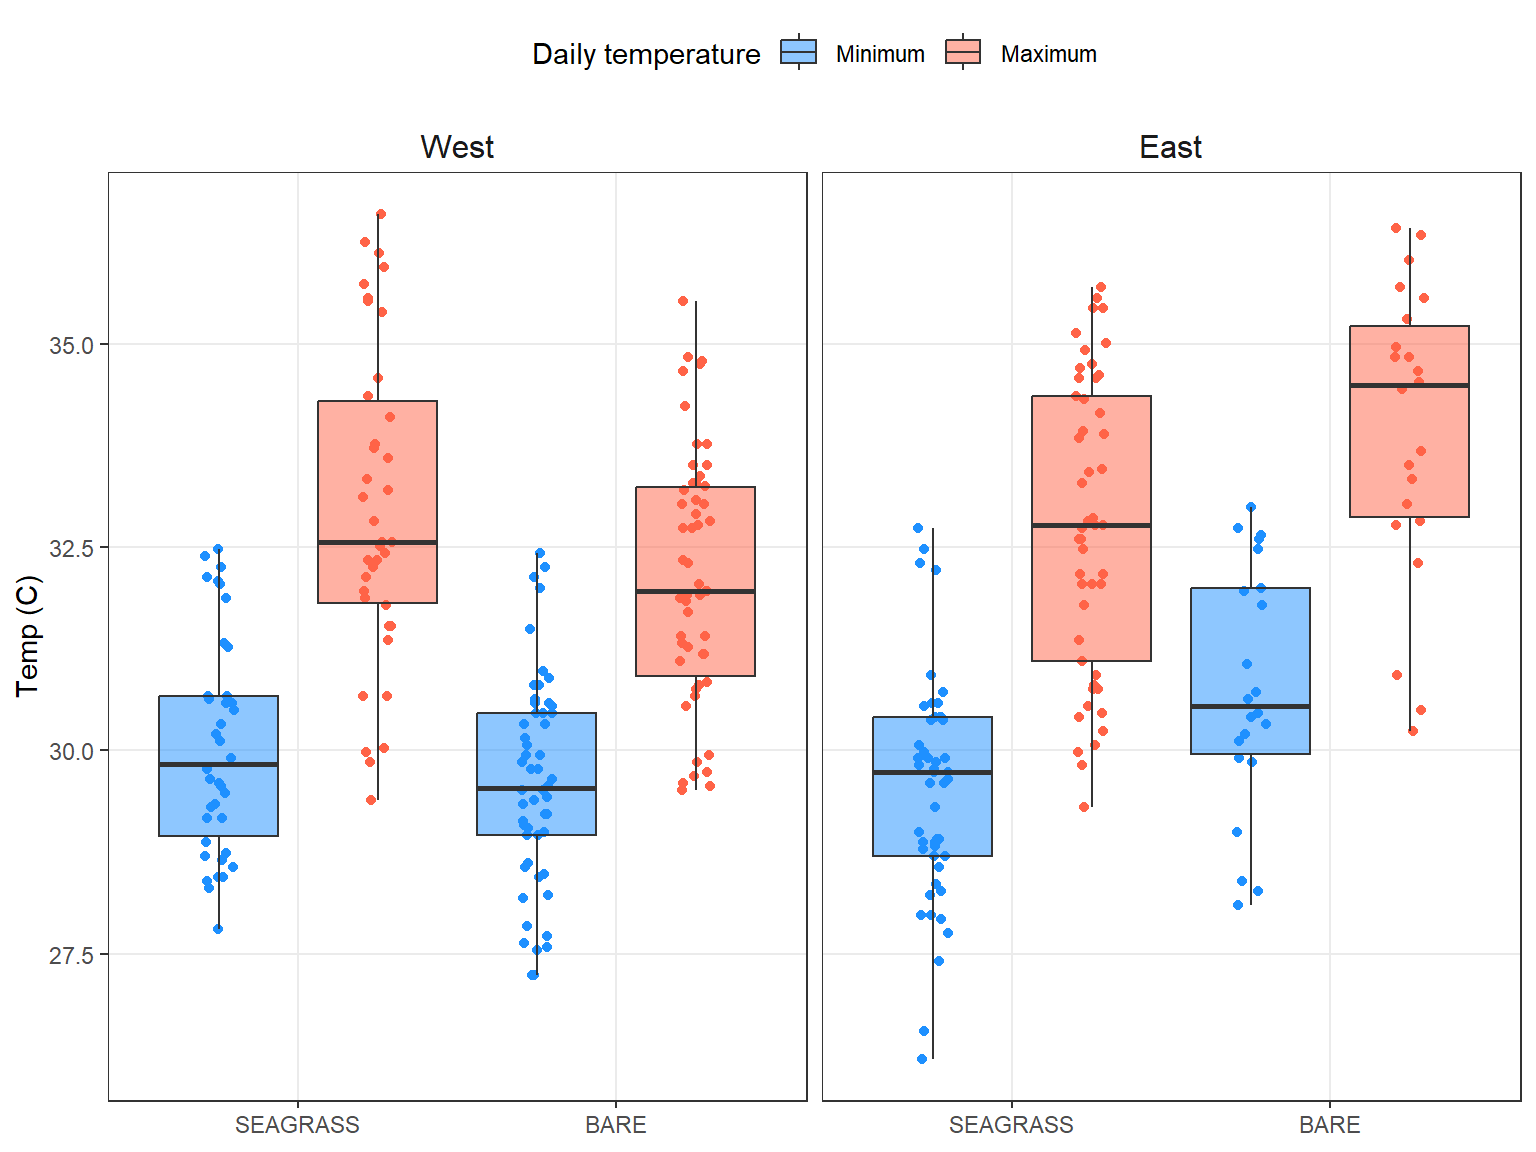 Daily temperature Minimum Maximum
West East
35.0
32.5
30.0
27.5
Temp (C)
SEAGRASS BARE SEAGRASS BARE